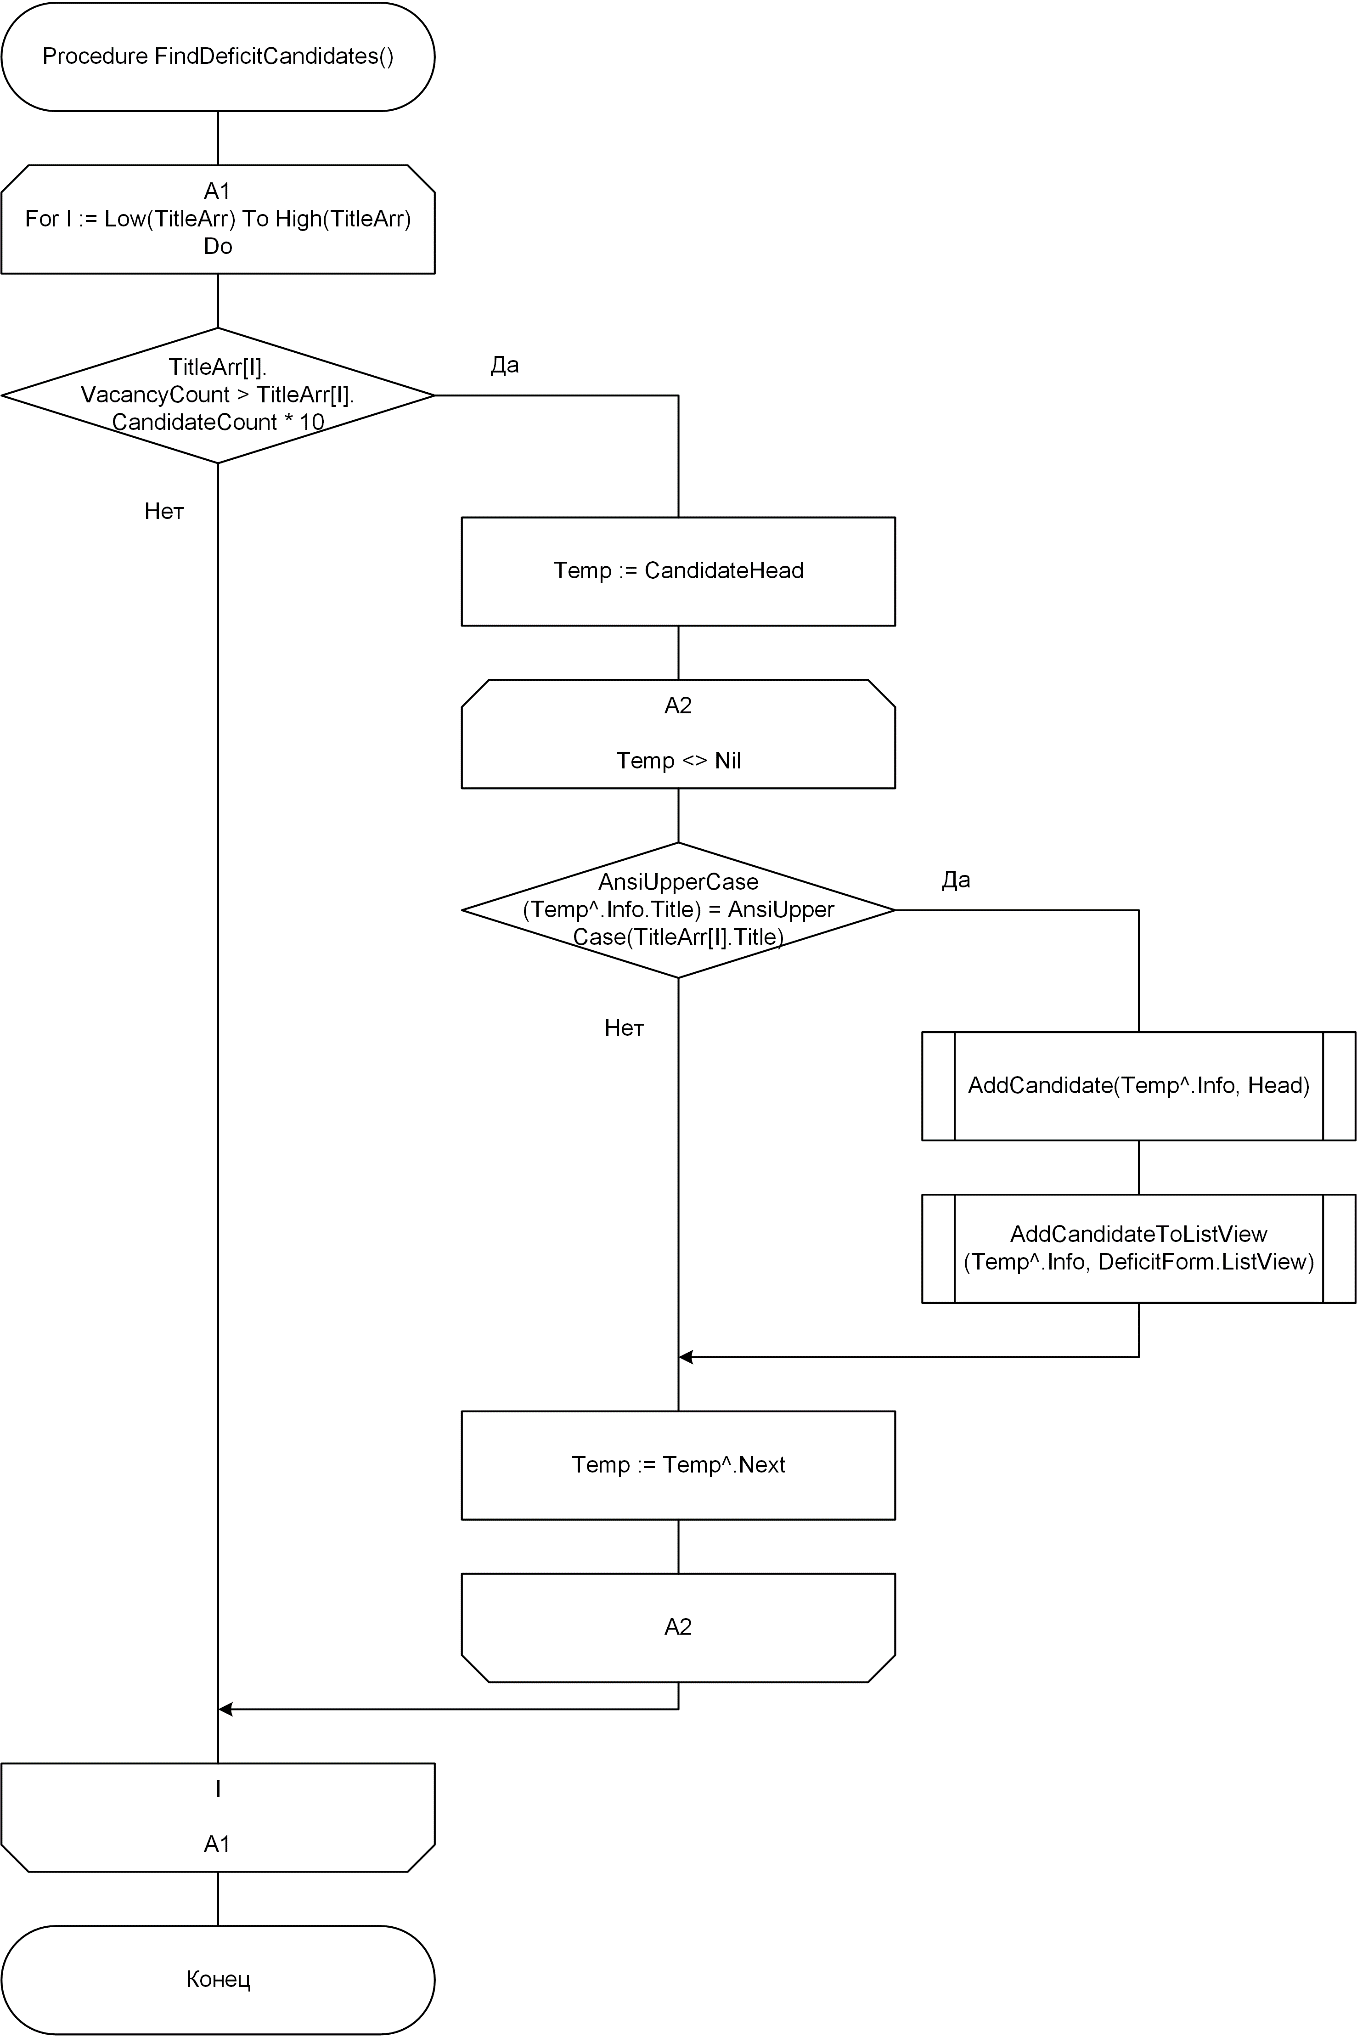 Procedure FindDeficitCandidates()
A1
For I := Low(TitleArr) To High(TitleArr)
Do
TitleArr[I].
VacancyCount > TitleArr[I].
CandidateCount * 10
Да
Нет
Temp := CandidateHead
A2
Temp <> Nil
AnsiUpperCase
(Temp^.Info.Title) = AnsiUpper
Case(TitleArr[I].Title)
Да
Нет
AddCandidate(Temp^.Info, Head)
AddCandidateToListView
(Temp^.Info, DeficitForm.ListView)
Temp := Temp^.Next
A2
I
A1
Конец